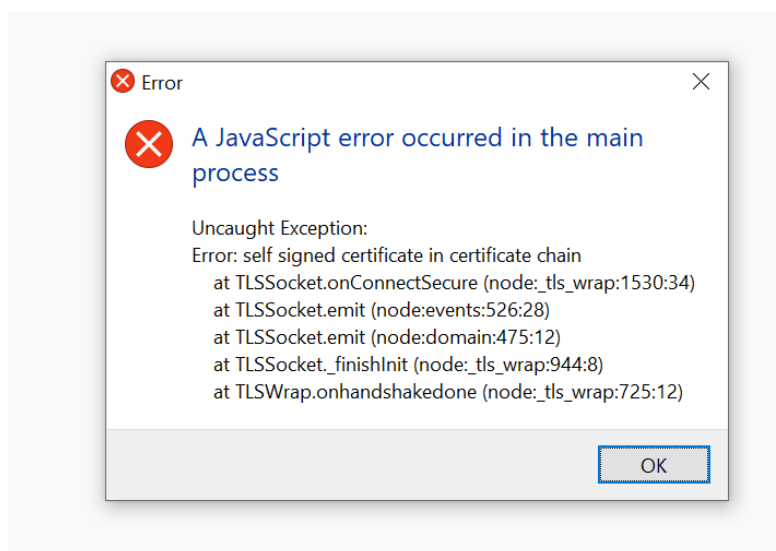 Error
A JavaScript error occurred in the main
process
Uncaught Exception:
Error: self signed certificate in certificate chain
at TLSSocket.onConnectSecure (node:_tls_wrap:1530:34)
at TLSSocket.emit (node:events:526:28)
at TLSSocket.emit (node:domain:475:12)
at TLSSocket._finishInit (node:_tls_wrap:944:8)
at TLSWrap.onhandshakedone (node:_tls_wrap:725:12)
OK